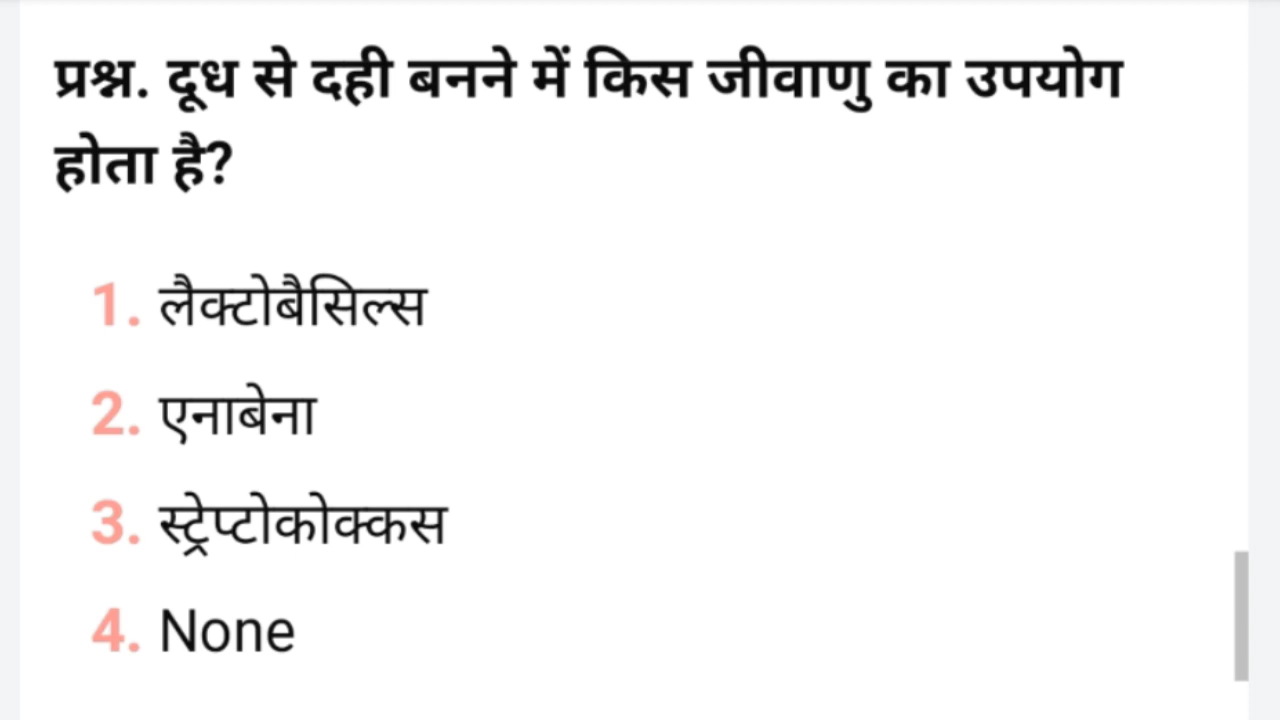 प्रश्न. दूध से दही बनने में किस जीवाणु का उपयोग
होता है?
1. लैक्टोबैसिल्स
2. एनाबेना
3. स्ट्रेप्टोकोक्कस
4. None